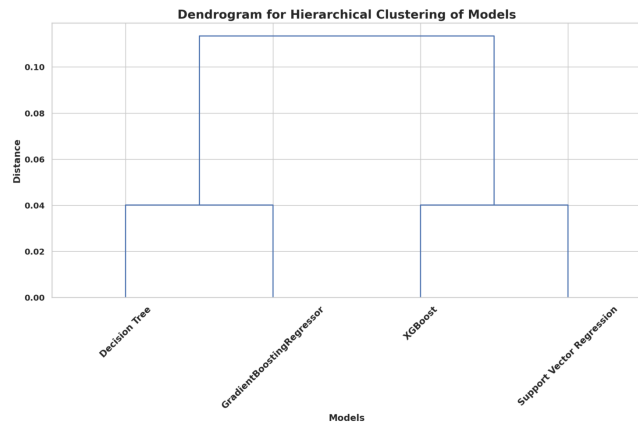 Dendrogram for Hierarchical Clustering of Models
Distance
0.10
0.08
0.06
0.04
0.02
0.00
Decision Tree
GradientBoostingRegressor
XGBoost
Support Vector Regression
Models